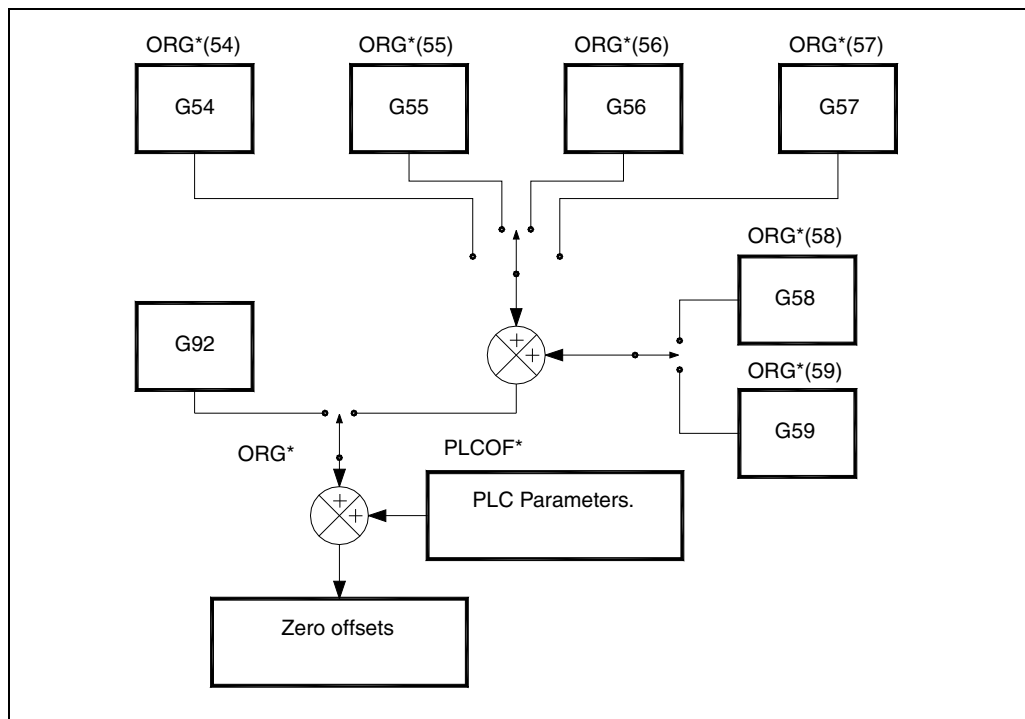 ORG*(54) ORG*(55) ORG*(56) ORG*(57)
G54 G55 G56 G57
ORG*(58)
G58
G92
+
+
ORG*(59)
G59
ORG*
PLCOF*
PLC Parameters.
+
+
Zero offsets